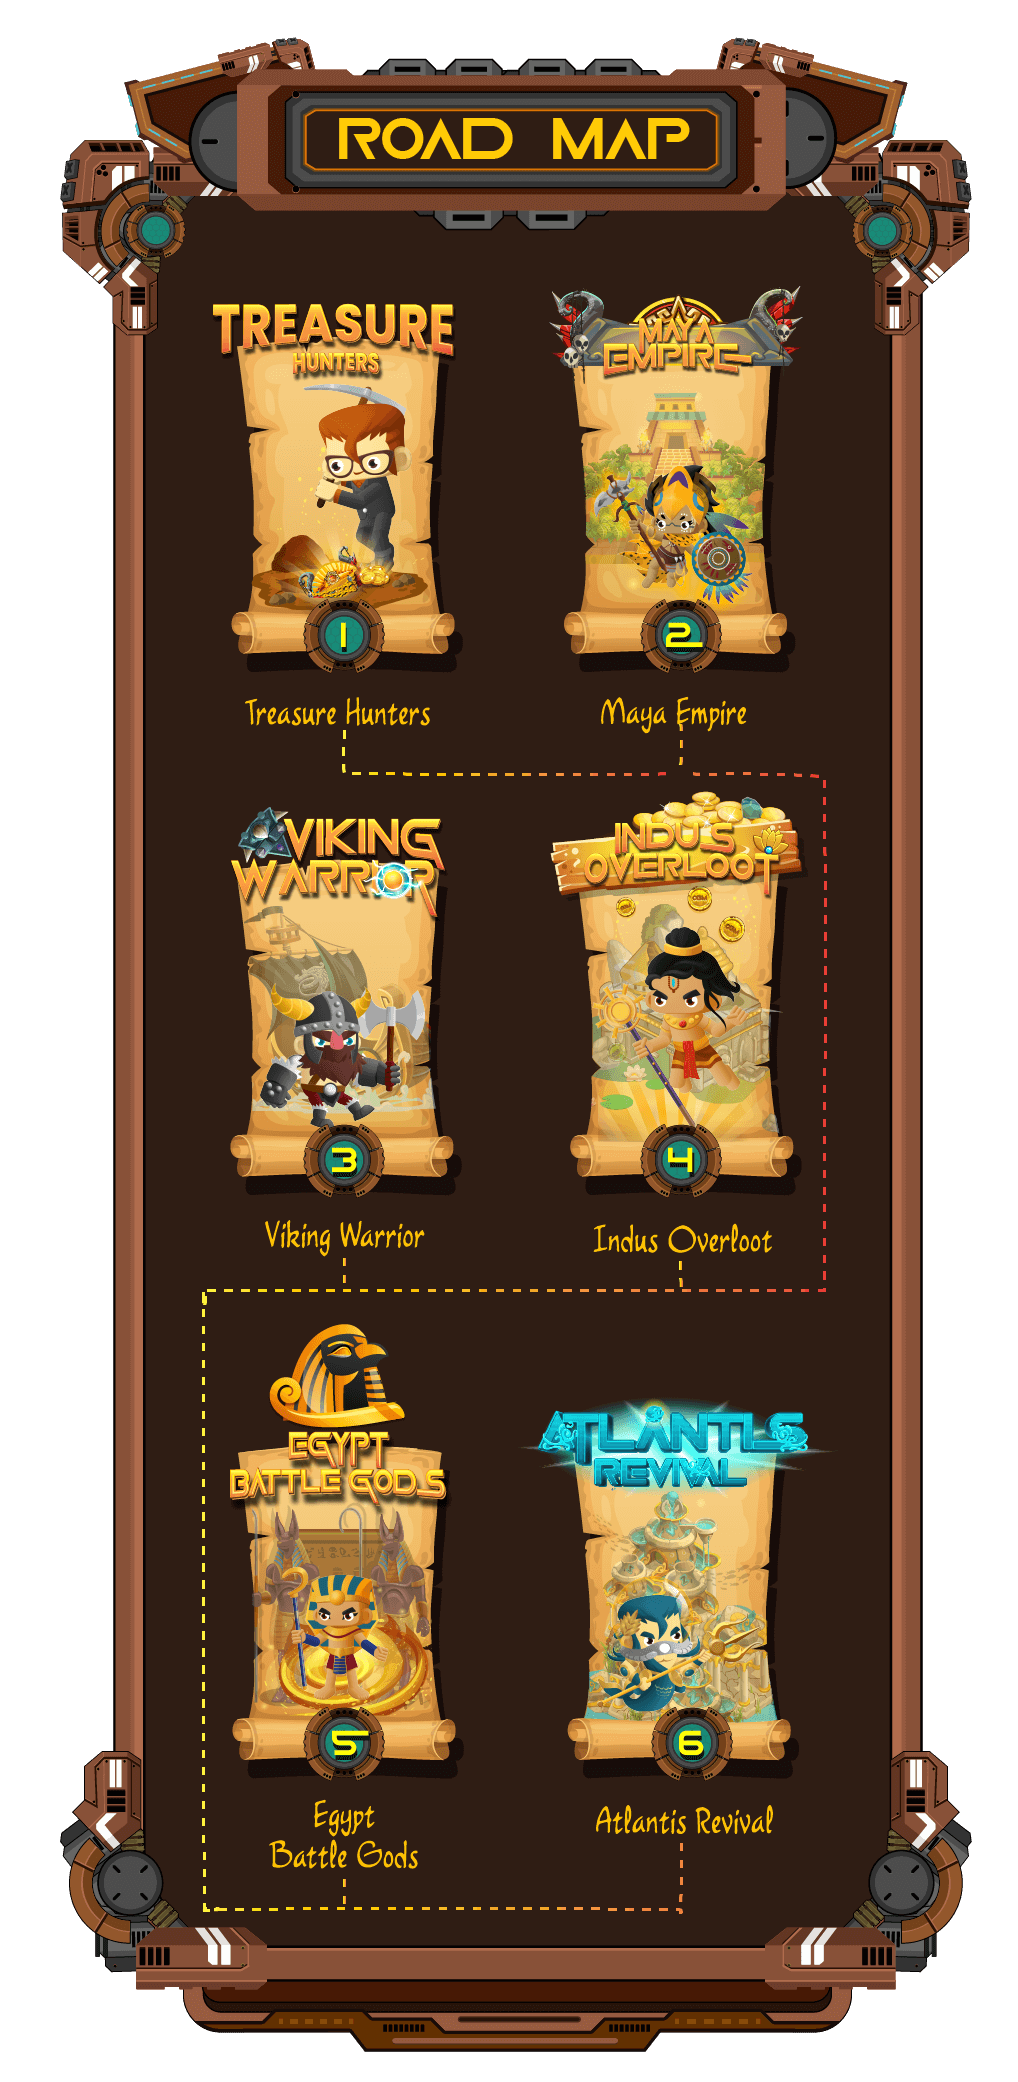 ROAD MAP
TREASURE
HUNTERS
1
Treasure Hunters
MAYA
EMPIRE
2
Maya Empire
VIKING
WARRIOR
3
Viking Warrior
INDUS
OVERLOOT
4
Indus Overloot
EGYPT
BATTLE GODS
5
Egypt
Battle Gods
ATLANTIS
REVIVAL
6
Atlantis Revival